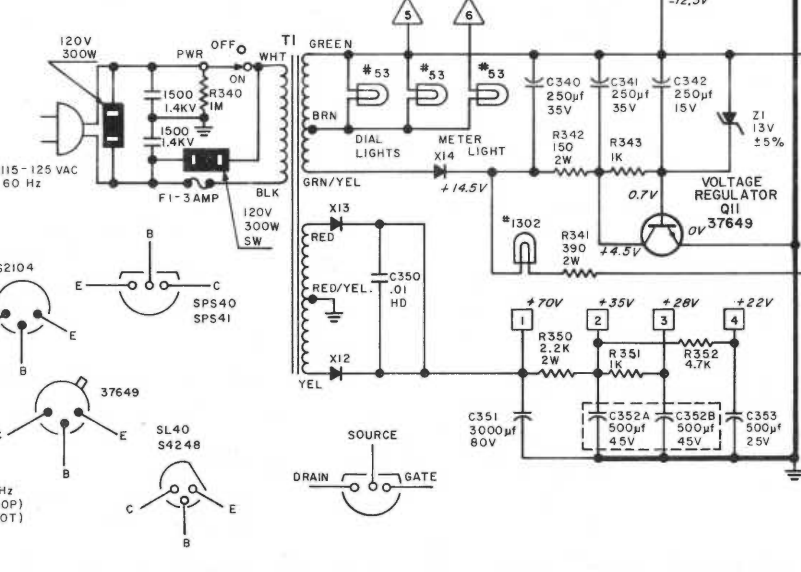 -12.5V
5
6
120V
300W
PWR
OFF
ON
WHT
T1
GREEN
#53
#53
#53
1500
1.4KV
R340
1M
1500
1.4KV
BRN
DIAL
LIGHTS
METER
LIGHT
C340
250µf
35V
C341
250µf
35V
C342
250µf
15V
Z1
13V
±5%
R342
150
2W
R343
1K
X14
+14.5V
115-125 VAC
60 Hz
F1-3AMP
BLK
GRN/YEL
120V
300W
SW
0.7V
VOLTAGE
REGULATOR
Q11
37649
0V
+4.5V
#1302
R341
390
2W
X13
RED
RED/YEL.
C350
.01
HD
X12
YEL
S2104
E
B
B
E
C
SPS40
SPS41
+70V
+35V
+28V
+22V
1
2
3
4
R350
2.2K
2W
R351
1K
R352
4.7K
C351
3000µf
80V
C352A
500µf
45V
C352B
500µf
45V
C353
500µf
25V
37649
E
B
SL40
S4248
C
E
B
SOURCE
DRAIN
GATE
Hz
OP)
OT)